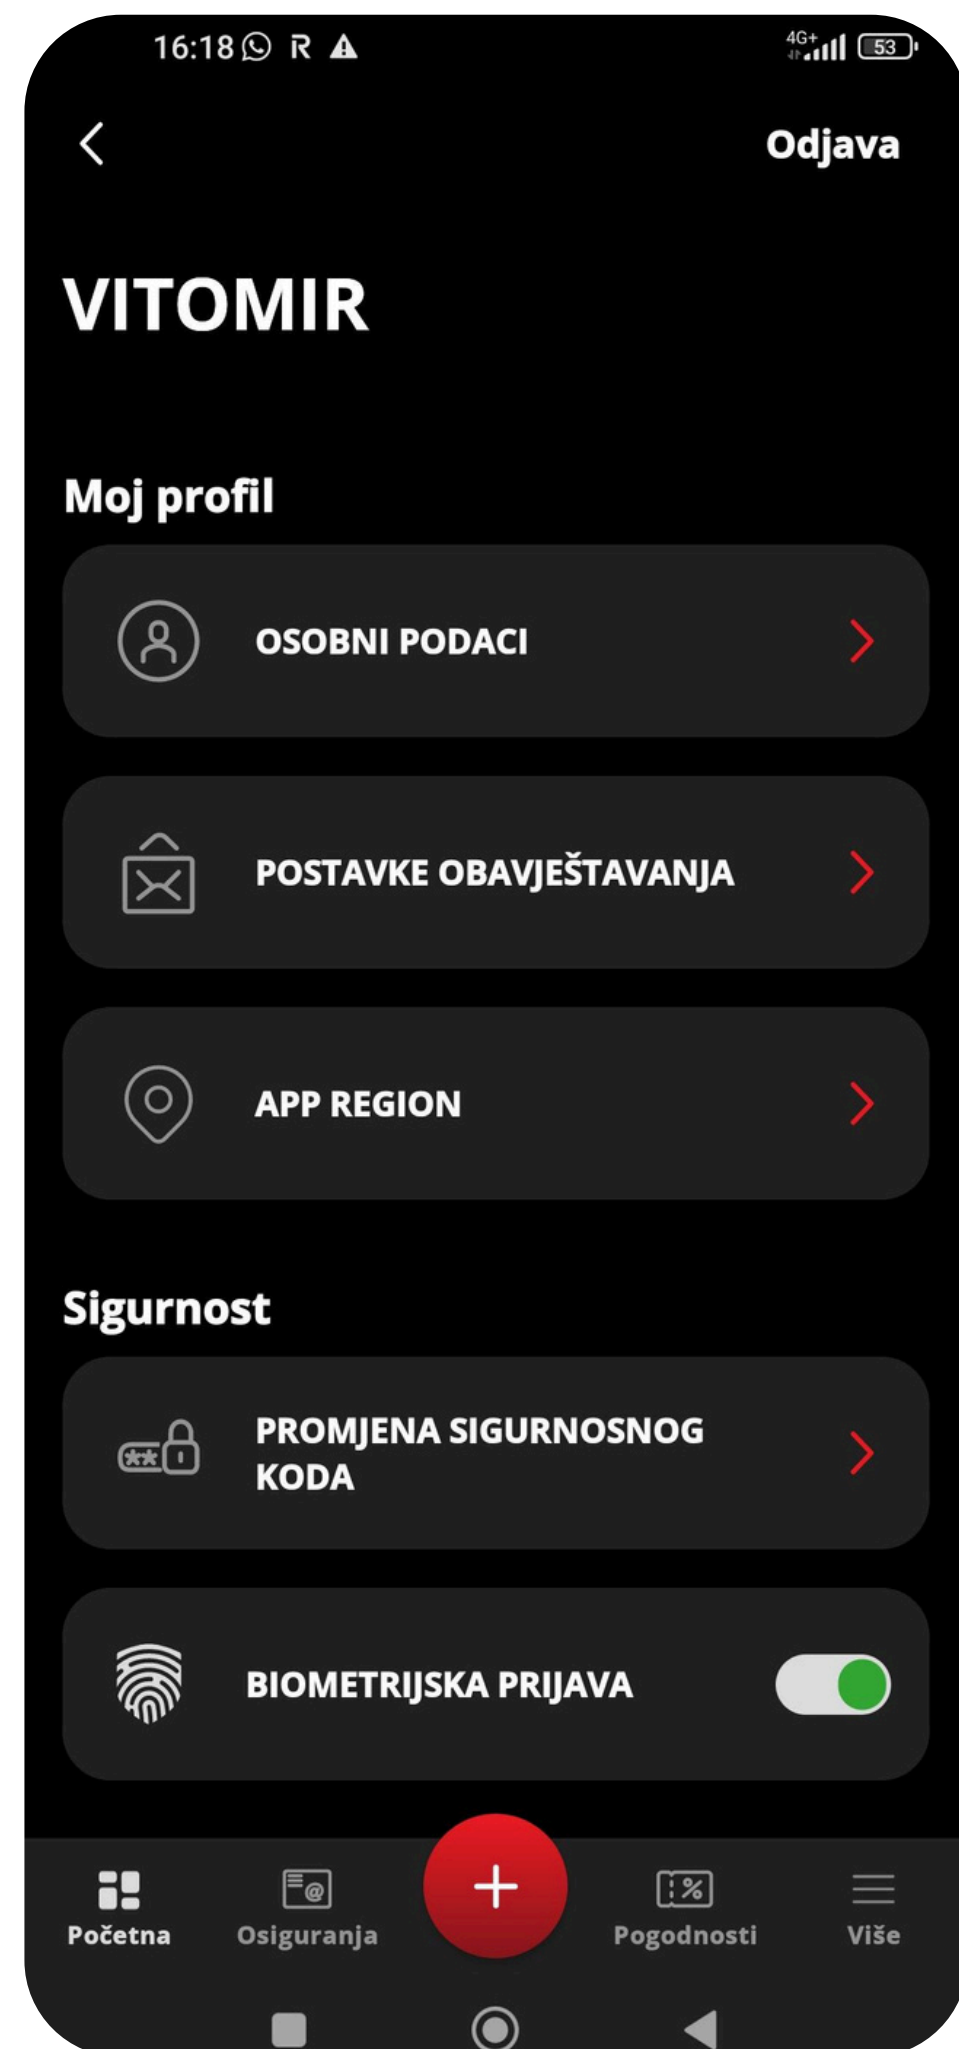 16:18
4G+
53
Odjava
VITOMIR
Moj profil
OSOBNI PODACI
POSTAVKE OBAVJEŠTAVANJA
APP REGION
Sigurnost
PROMJENA SIGURNOSNOG
KODA
BIOMETRIJSKA PRIJAVA
Početna
Osiguranja
Pogodnosti
Više